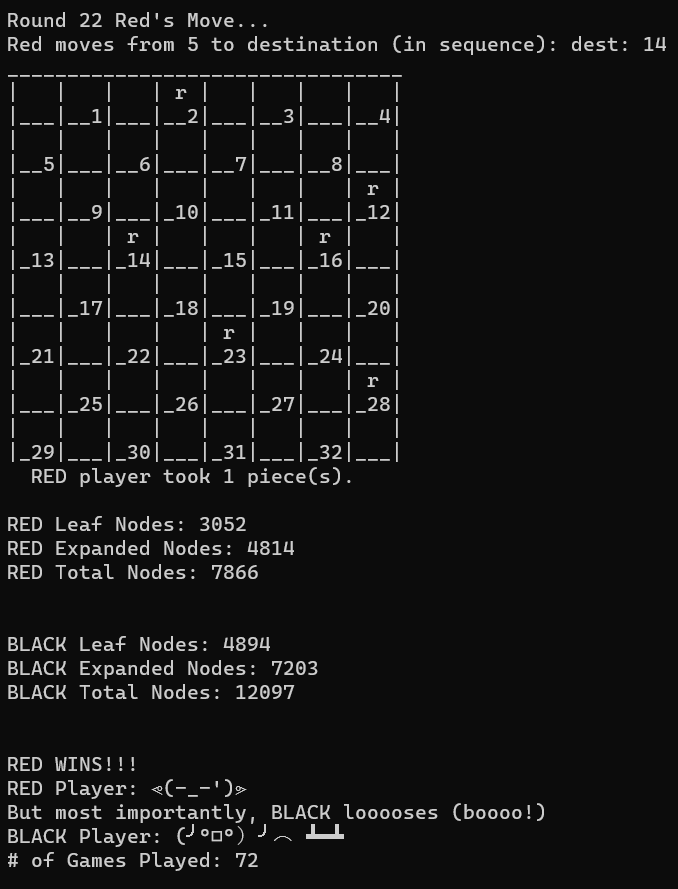 Round 22 Red's Move...
Red moves from 5 to destination (in sequence): dest: 14
_________________________________
|   |   |   | r |   |   |   |   |
|___|__1|___|__2|___|__3|___|__4|
|   |   |   |   |   |   |   |   |
|__5|___|__6|___|__7|___|__8|___|
|   |   |   |   |   |   |   | r |
|___|__9|___|_10|___|_11|___|_12|
|   |   | r |   |   |   | r |   |
|_13|___|_14|___|_15|___|_16|___|
|   |   |   |   |   |   |   |   |
|___|_17|___|_18|___|_19|___|_20|
|   |   |   |   | r |   |   |   |
|_21|___|_22|___|_23|___|_24|___|
|   |   |   |   |   |   |   | r |
|___|_25|___|_26|___|_27|___|_28|
|   |   |   |   |   |   |   |   |
|_29|___|_30|___|_31|___|_32|___|
  RED player took 1 piece(s).
RED Leaf Nodes: 3052
RED Expanded Nodes: 4814
RED Total Nodes: 7866
BLACK Leaf Nodes: 4894
BLACK Expanded Nodes: 7203
BLACK Total Nodes: 12097
RED WINS!!!
RED Player: ⪪(-_-')⪫
But most importantly, BLACK looooses (boooo!)
BLACK Player: (╯°□°）╯︵ ┻━┻
# of Games Played: 72